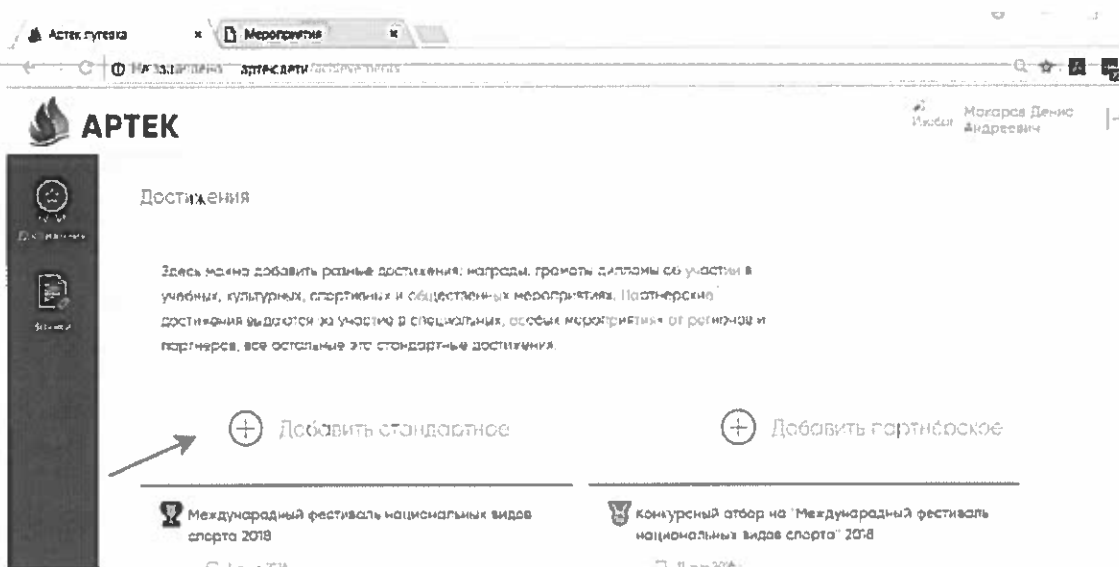 Артек путевка
Мероприятия
артек.дети
АРТЕК
Макаров Денис
Андреевич
Достижения
Здесь можно добавить разные достижения: награды, грамоты дипломы об участии в
учебных, культурных, спортивных и общественных мероприятиях. Партнерские
достижения выдаются за участие в специальных, особых мероприятиях от регионов и
партнеров, все остальные это стандартные достижения.
Добавить стандартное
Добавить партнёрское
Международный фестиваль национальных видов
спорта 2018
Конкурсный отбор на "Международный фестиваль
национальных видов спорта" 2018